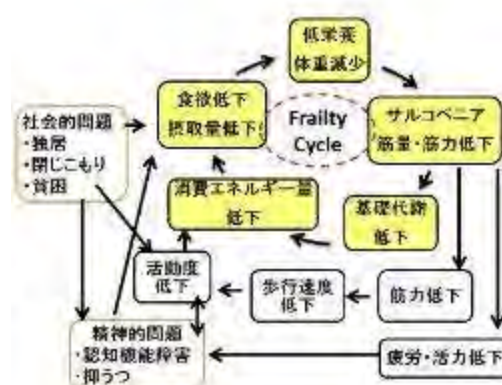 低栄養
体重減少
食欲低下
摂取量低下
Frailty
Cycle
サルコペニア
筋量・筋力低下
社会的問題
・独居
・閉じこもり
・貧困
消費エネルギー量
低下
基礎代謝
低下
活動度
低下
歩行速度
低下
筋力低下
精神的問題
・認知機能障害
・抑うつ
疲労・活力低下